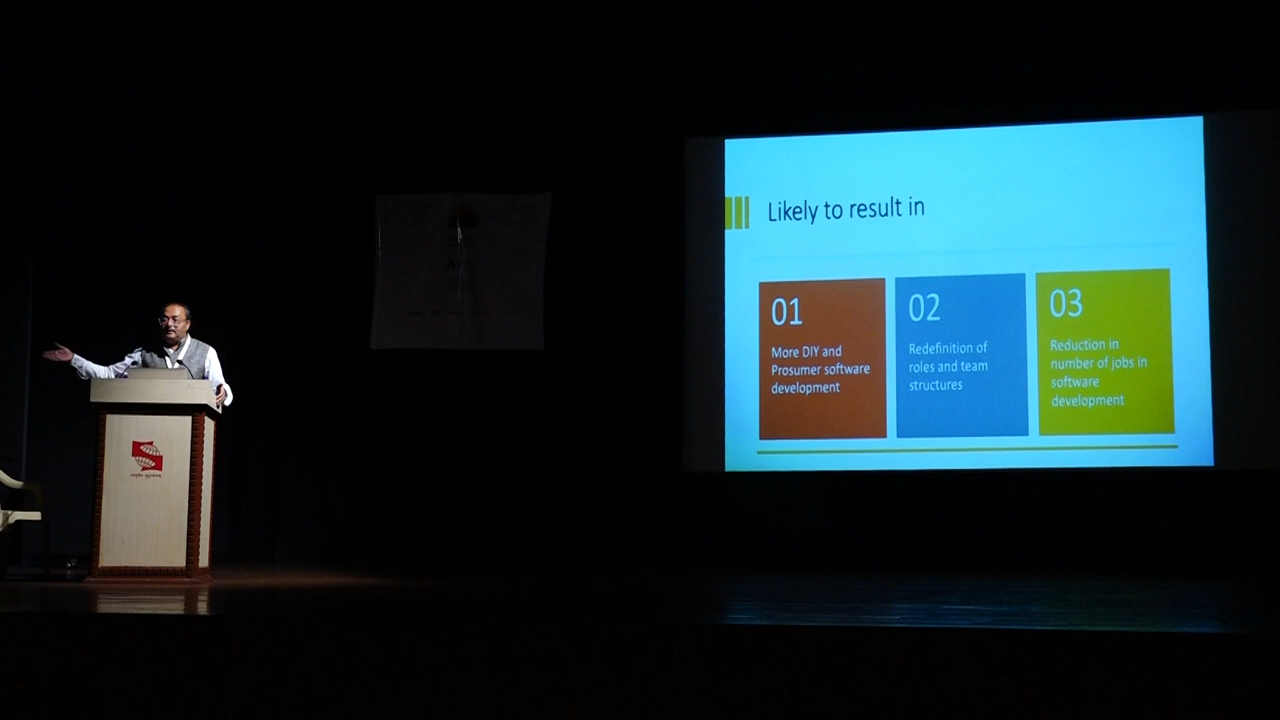 Likely to result in
01
More DIY and
Prosumer software
development
02
Redefinition of
roles and team
structures
03
Reduction in
number of jobs in
software
development